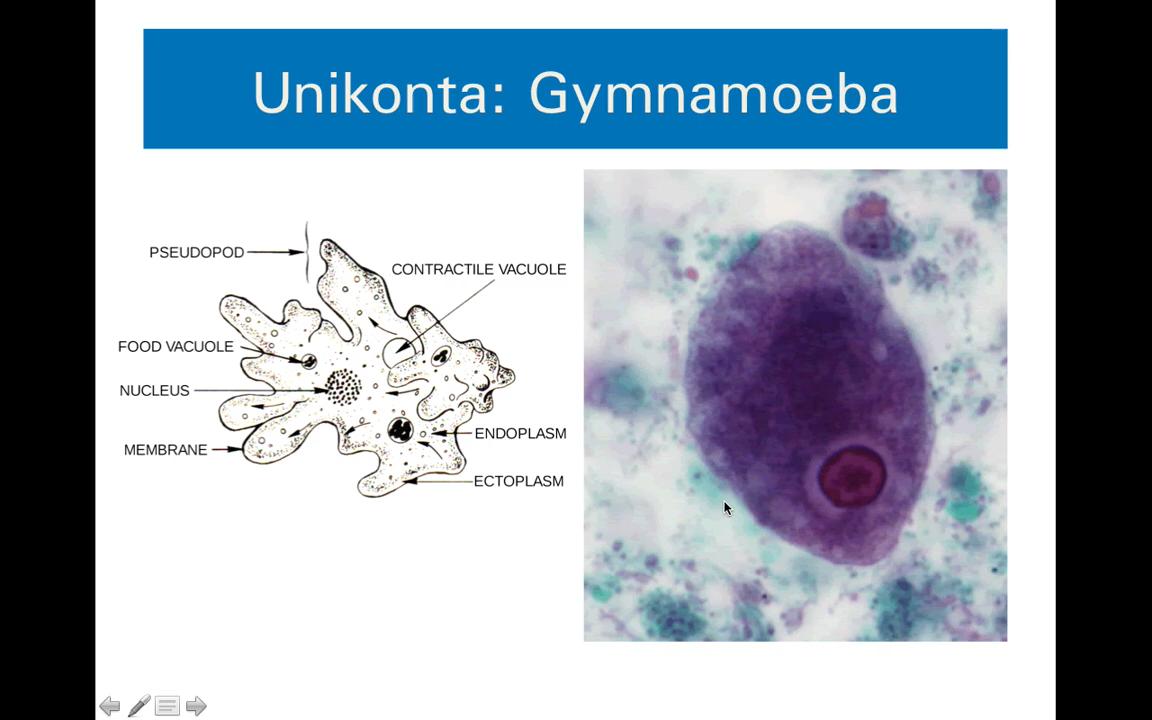 Unikonta: Gymnamoeba
PSEUDOPOD
CONTRACTILE VACUOLE
FOOD VACUOLE
NUCLEUS
ENDOPLASM
MEMBRANE
ECTOPLASM